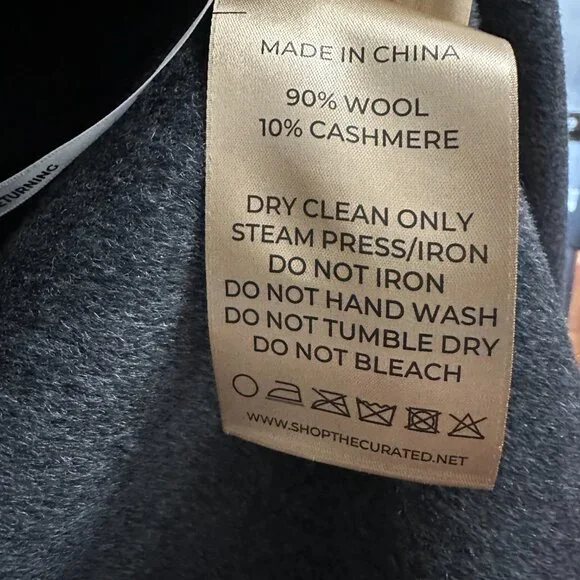 MADE IN CHINA
90% WOOL
10% CASHMERE
DRY CLEAN ONLY
STEAM PRESS/IRON
DO NOT IRON
DO NOT HAND WASH
DO NOT TUMBLE DRY
DO NOT BLEACH
WWW.SHOPTHECURATED.NET